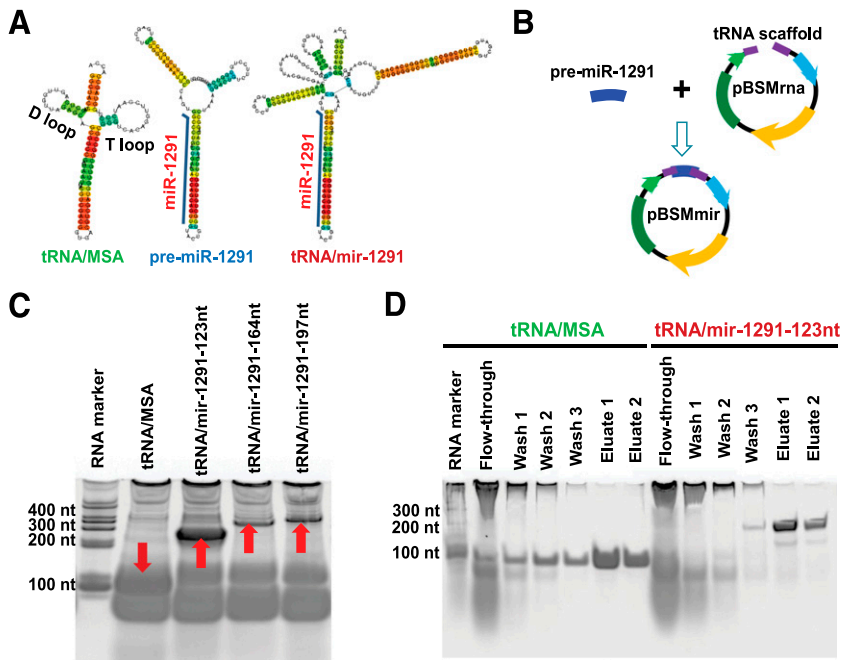 A
D loop
T loop
miR-1291
miR-1291
tRNA/MSA
pre-miR-1291
tRNA/mir-1291
B
tRNA scaffold
pre-miR-1291
+
pBSMrna
pBSMmir
C
RNA marker
tRNA/MSA
tRNA/mir-1291-123nt
tRNA/mir-1291-164nt
tRNA/mir-1291-197nt
400 nt
300 nt
200 nt
100 nt
D
tRNA/MSA
tRNA/mir-1291-123nt
RNA marker
Flow-through
Wash 1
Wash 2
Wash 3
Eluate 1
Eluate 2
Flow-through
Wash 1
Wash 2
Wash 3
Eluate 1
Eluate 2
300 nt
200 nt
100 nt